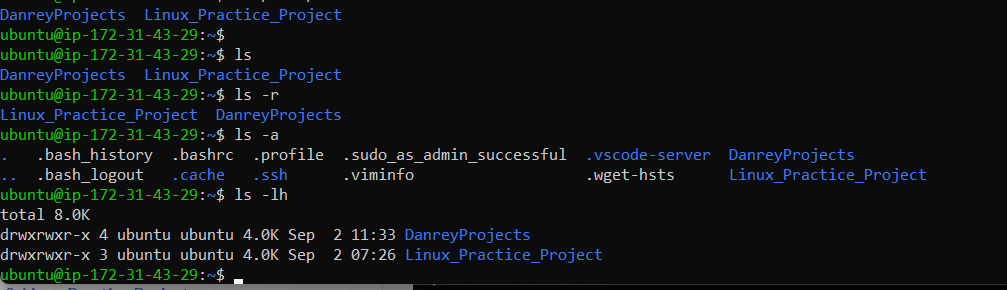 DanreyProjects  Linux_Practice_Project
ubuntu@ip-172-31-43-29:~$
ubuntu@ip-172-31-43-29:~$ ls
DanreyProjects  Linux_Practice_Project
ubuntu@ip-172-31-43-29:~$ ls -r
Linux_Practice_Project  DanreyProjects
ubuntu@ip-172-31-43-29:~$ ls -a
.   .bash_history  .bashrc  .profile  .sudo_as_admin_successful  .vscode-server  DanreyProjects
..  .bash_logout   .cache   .ssh      .viminfo                   .wget-hsts      Linux_Practice_Project
ubuntu@ip-172-31-43-29:~$ ls -lh
total 8.0K
drwxrwxr-x 4 ubuntu ubuntu 4.0K Sep  2 11:33 DanreyProjects
drwxrwxr-x 3 ubuntu ubuntu 4.0K Sep  2 07:26 Linux_Practice_Project
ubuntu@ip-172-31-43-29:~$